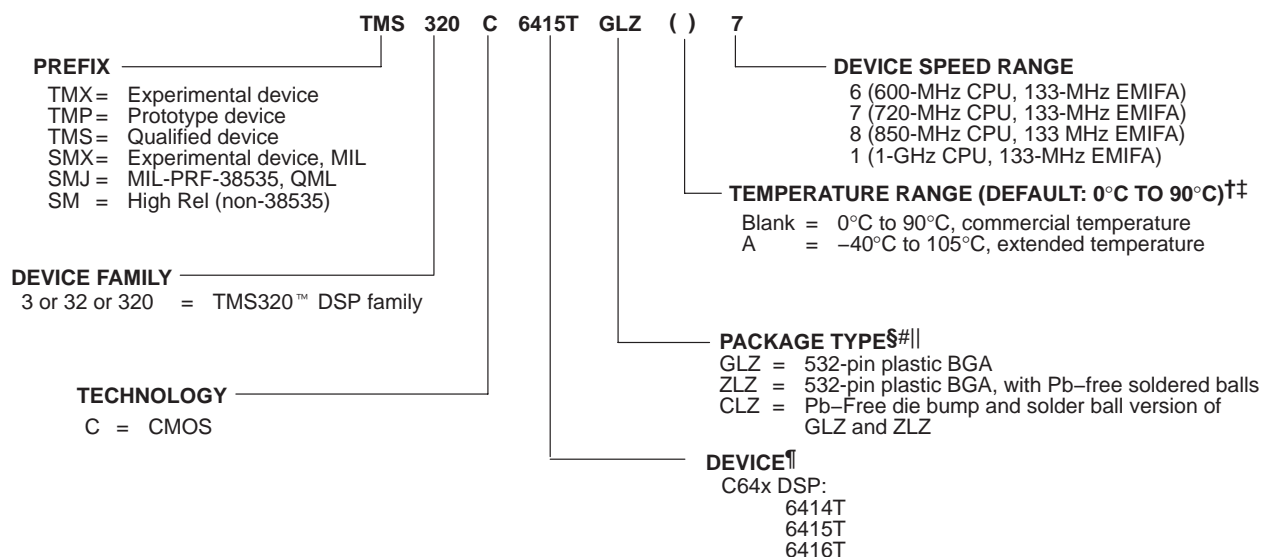 TMS 320 C 6415T GLZ ( ) 7
PREFIX
TMX= Experimental device
TMP= Prototype device
TMS= Qualified device
SMX= Experimental device, MIL
SMJ= MIL-PRF-38535, QML
SM = High Rel (non-38535)
DEVICE SPEED RANGE
6 (600-MHz CPU, 133-MHz EMIFA)
7 (720-MHz CPU, 133-MHz EMIFA)
8 (850-MHz CPU, 133 MHz EMIFA)
1 (1-GHz CPU, 133-MHz EMIFA)
TEMPERATURE RANGE (DEFAULT: 0°C TO 90°C)†‡
Blank = 0°C to 90°C, commercial temperature
A = −40°C to 105°C, extended temperature
DEVICE FAMILY
3 or 32 or 320 = TMS320™ DSP family
PACKAGE TYPE§#||
GLZ = 532-pin plastic BGA
ZLZ = 532-pin plastic BGA, with Pb−free soldered balls
CLZ = Pb−Free die bump and solder ball version of
GLZ and ZLZ
TECHNOLOGY
C = CMOS
DEVICE¶
C64x DSP:
6414T
6415T
6416T